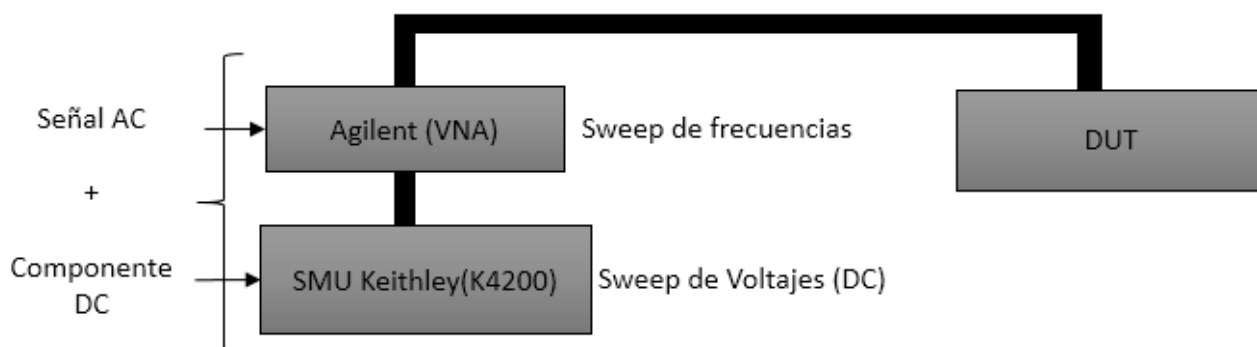 Señal AC
Agilent (VNA)
Sweep de frecuencias
DUT
+
Componente
DC
SMU Keithley(K4200)
Sweep de Voltajes (DC)